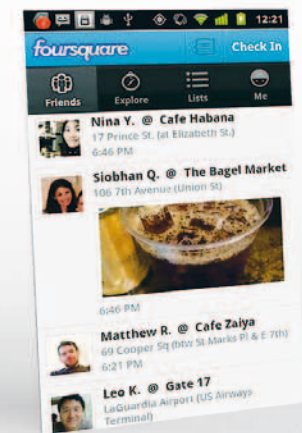 12:21
foursquare
Check In
Friends
Explore
Lists
Me
Nina Y. @ Cafe Habana
17 Prince St. (at Elizabeth St.)
6:46 PM
Siobhan Q. @ The Bagel Market
106 7th Avenue (Union St)
6:46 PM
Matthew R. @ Cafe Zaiya
69 Cooper Sq (btw St Marks Pl & E 7th)
6:21 PM
Leo K. @ Gate 17
LaGuardia Airport (US Airways
Terminal)